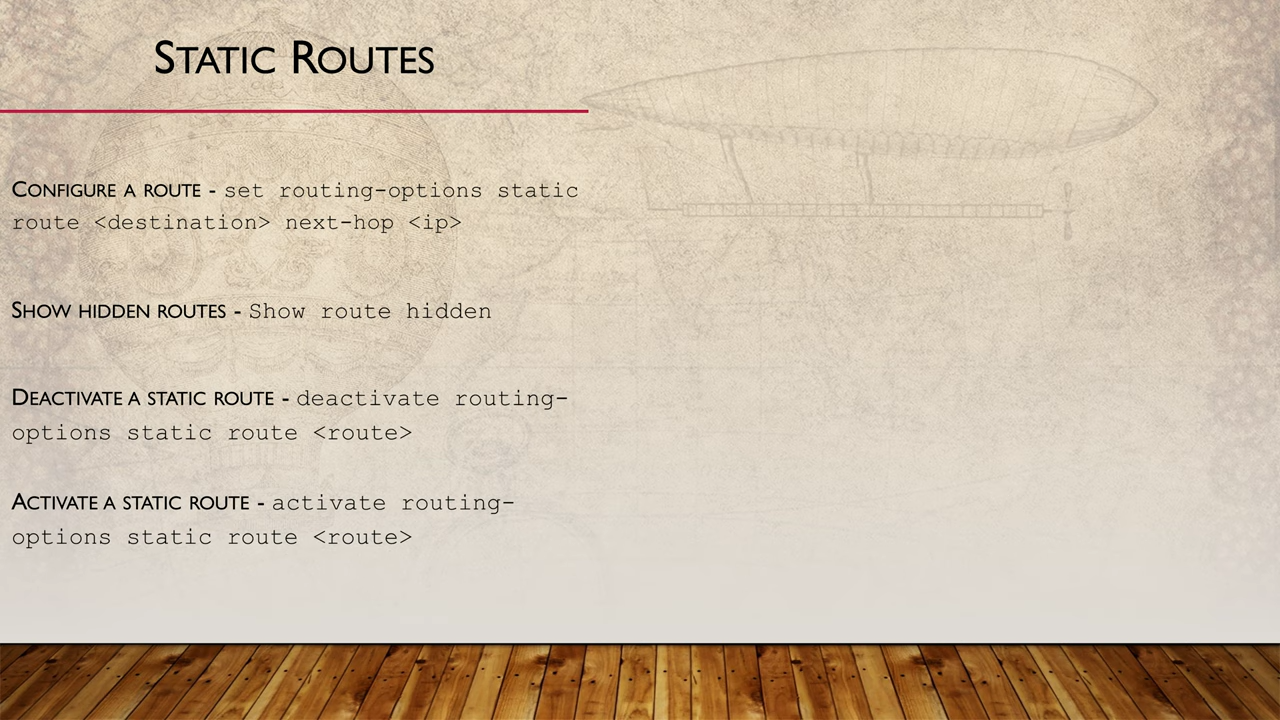 Static Routes
Configure a route - set routing-options static
route <destination> next-hop <ip>
Show hidden routes - Show route hidden
Deactivate a static route - deactivate routing-
options static route <route>
Activate a static route - activate routing-
options static route <route>